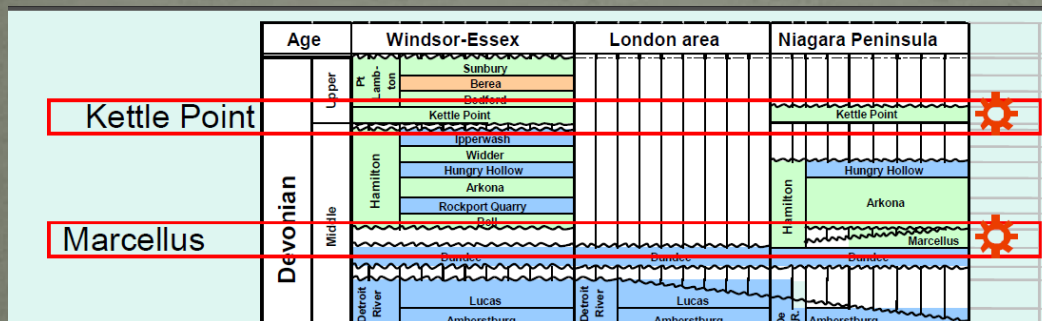 Age Windsor-Essex London area Niagara Peninsula
Devonian
Upper
Middle
Pt Lamb-
ton
Sunbury
Berea
Bedford
Kettle Point
Kettle Point
Kettle Point
Hamilton
Ipperwash
Widder
Hungry Hollow
Arkona
Rockport Quarry
Bell
Hamilton
Hungry Hollow
Arkona
Marcellus
Marcellus
Dundee Dundee Dundee
Detroit
River
Lucas
Amherstburg
Detroit
River
Lucas
Amherstburg
De
R.
Amherstburg